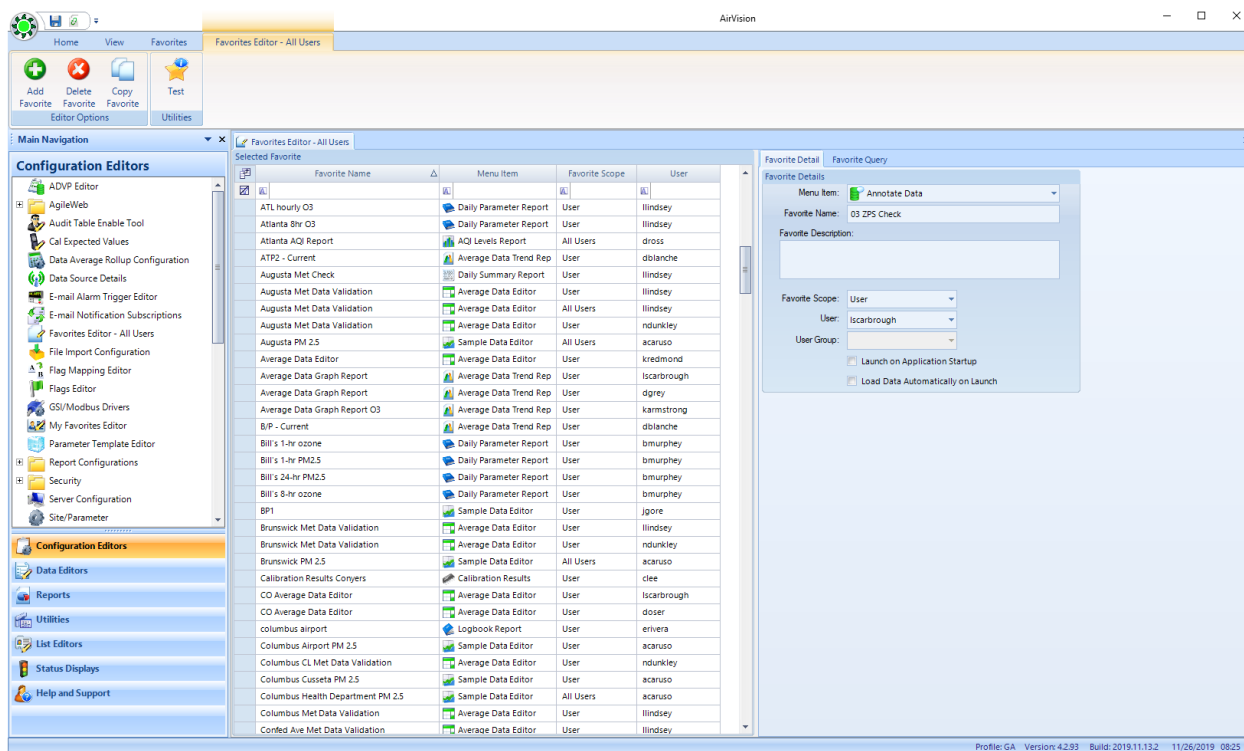 AirVision
Home View Favorites Favorites Editor - All Users
Add Favorite Delete Favorite Copy Favorite Test
Editor Options Utilities
Main Navigation
Configuration Editors
ADVP Editor
AgileWeb
Audit Table Enable Tool
Cal Expected Values
Data Average Rollup Configuration
Data Source Details
E-mail Alarm Trigger Editor
E-mail Notification Subscriptions
Favorites Editor - All Users
File Import Configuration
Flag Mapping Editor
Flags Editor
GSI/Modbus Drivers
My Favorites Editor
Parameter Template Editor
Report Configurations
Security
Server Configuration
Site/Parameter
Configuration Editors
Data Editors
Reports
Utilities
List Editors
Status Displays
Help and Support
Favorites Editor - All Users
Selected Favorite
Favorite Name Menu Item Favorite Scope User
ATL hourly O3 Daily Parameter Report User llindsey
Atlanta 8hr O3 Daily Parameter Report User llindsey
Atlanta AQI Report AQI Levels Report All Users dross
ATP2 - Current Average Data Trend Rep User dblanche
Augusta Met Check Daily Summary Report User llindsey
Augusta Met Data Validation Average Data Editor User llindsey
Augusta Met Data Validation Average Data Editor All Users llindsey
Augusta Met Data Validation Average Data Editor User ndunkley
Augusta PM 2.5 Sample Data Editor All Users acaruso
Average Data Editor Average Data Editor User kredmond
Average Data Graph Report Average Data Trend Rep User lscarbrough
Average Data Graph Report Average Data Trend Rep User dgrey
Average Data Graph Report O3 Average Data Trend Rep User karmstrong
B/P - Current Average Data Trend Rep User dblanche
Bill's 1-hr ozone Daily Parameter Report User bmurphey
Bill's 1-hr PM2.5 Daily Parameter Report User bmurphey
Bill's 24-hr PM2.5 Daily Parameter Report User bmurphey
Bill's 8-hr ozone Daily Parameter Report User bmurphey
BP1 Sample Data Editor User jgore
Brunswick Met Data Validation Average Data Editor User llindsey
Brunswick Met Data Validation Average Data Editor User ndunkley
Brunswick PM 2.5 Sample Data Editor All Users acaruso
Calibration Results Conyers Calibration Results User clee
CO Average Data Editor Average Data Editor User lscarbrough
CO Average Data Editor Average Data Editor User doser
columbus airport Logbook Report User erivera
Columbus Airport PM 2.5 Sample Data Editor User acaruso
Columbus CL Met Data Validation Average Data Editor User ndunkley
Columbus Cusseta PM 2.5 Sample Data Editor User acaruso
Columbus Health Department PM 2.5 Sample Data Editor All Users acaruso
Columbus Met Data Validation Average Data Editor User llindsey
Confed Ave Met Data Validation Average Data Editor User llindsey
Favorite Detail Favorite Query
Favorite Details
Menu Item: Annotate Data
Favorite Name: 03 ZPS Check
Favorite Description:
Favorite Scope: User
User: lscarbrough
User Group:
Launch on Application Startup
Load Data Automatically on Launch
Profile: GA Version: 4.2.93 Build: 2019.11.13.2 11/26/2019 08:25